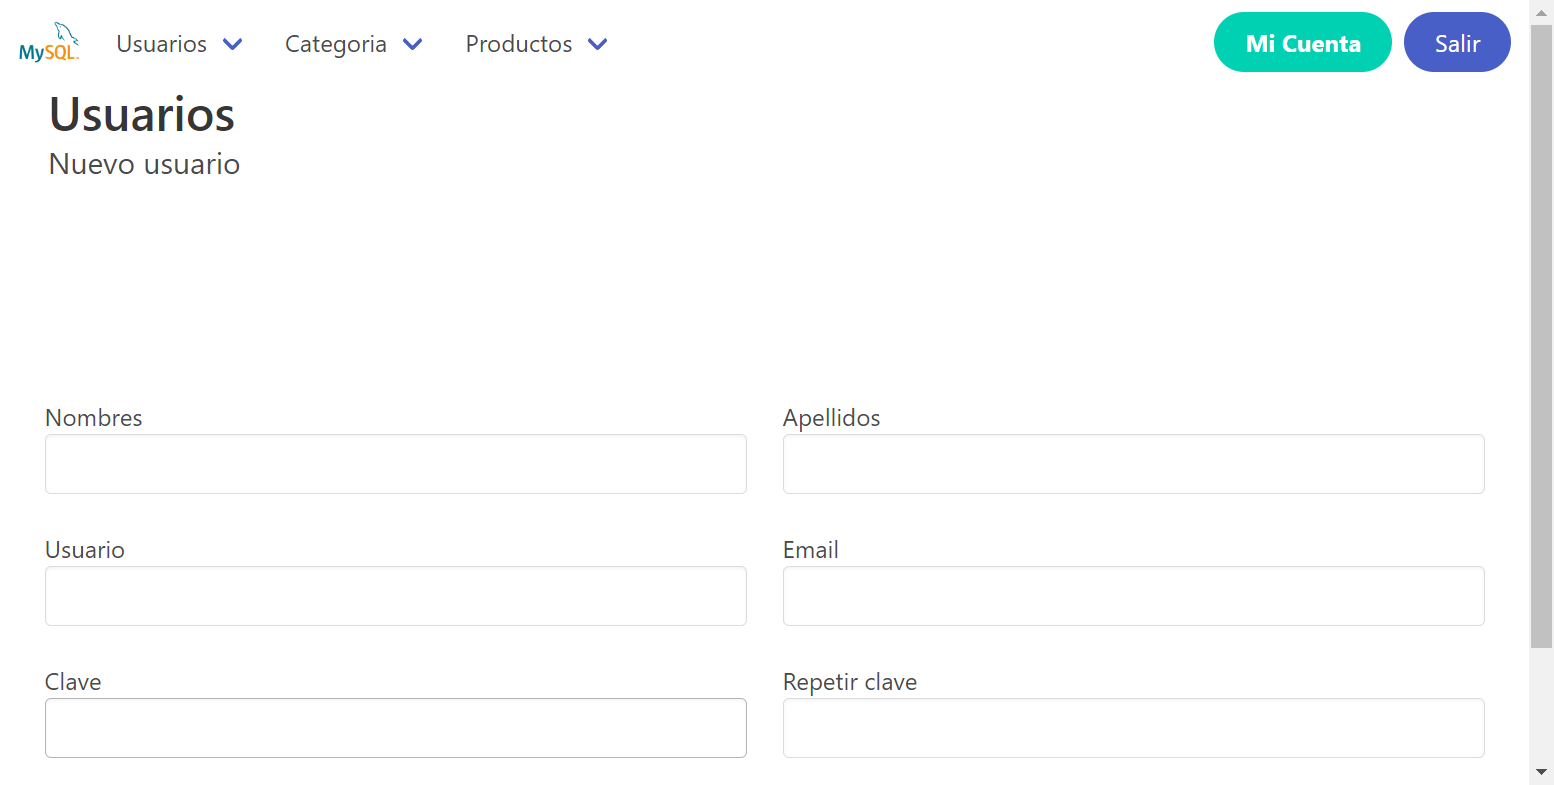 MySQL Usuarios Categoria Productos Mi Cuenta Salir
Usuarios
Nuevo usuario
Nombres Apellidos
Usuario Email
Clave Repetir clave